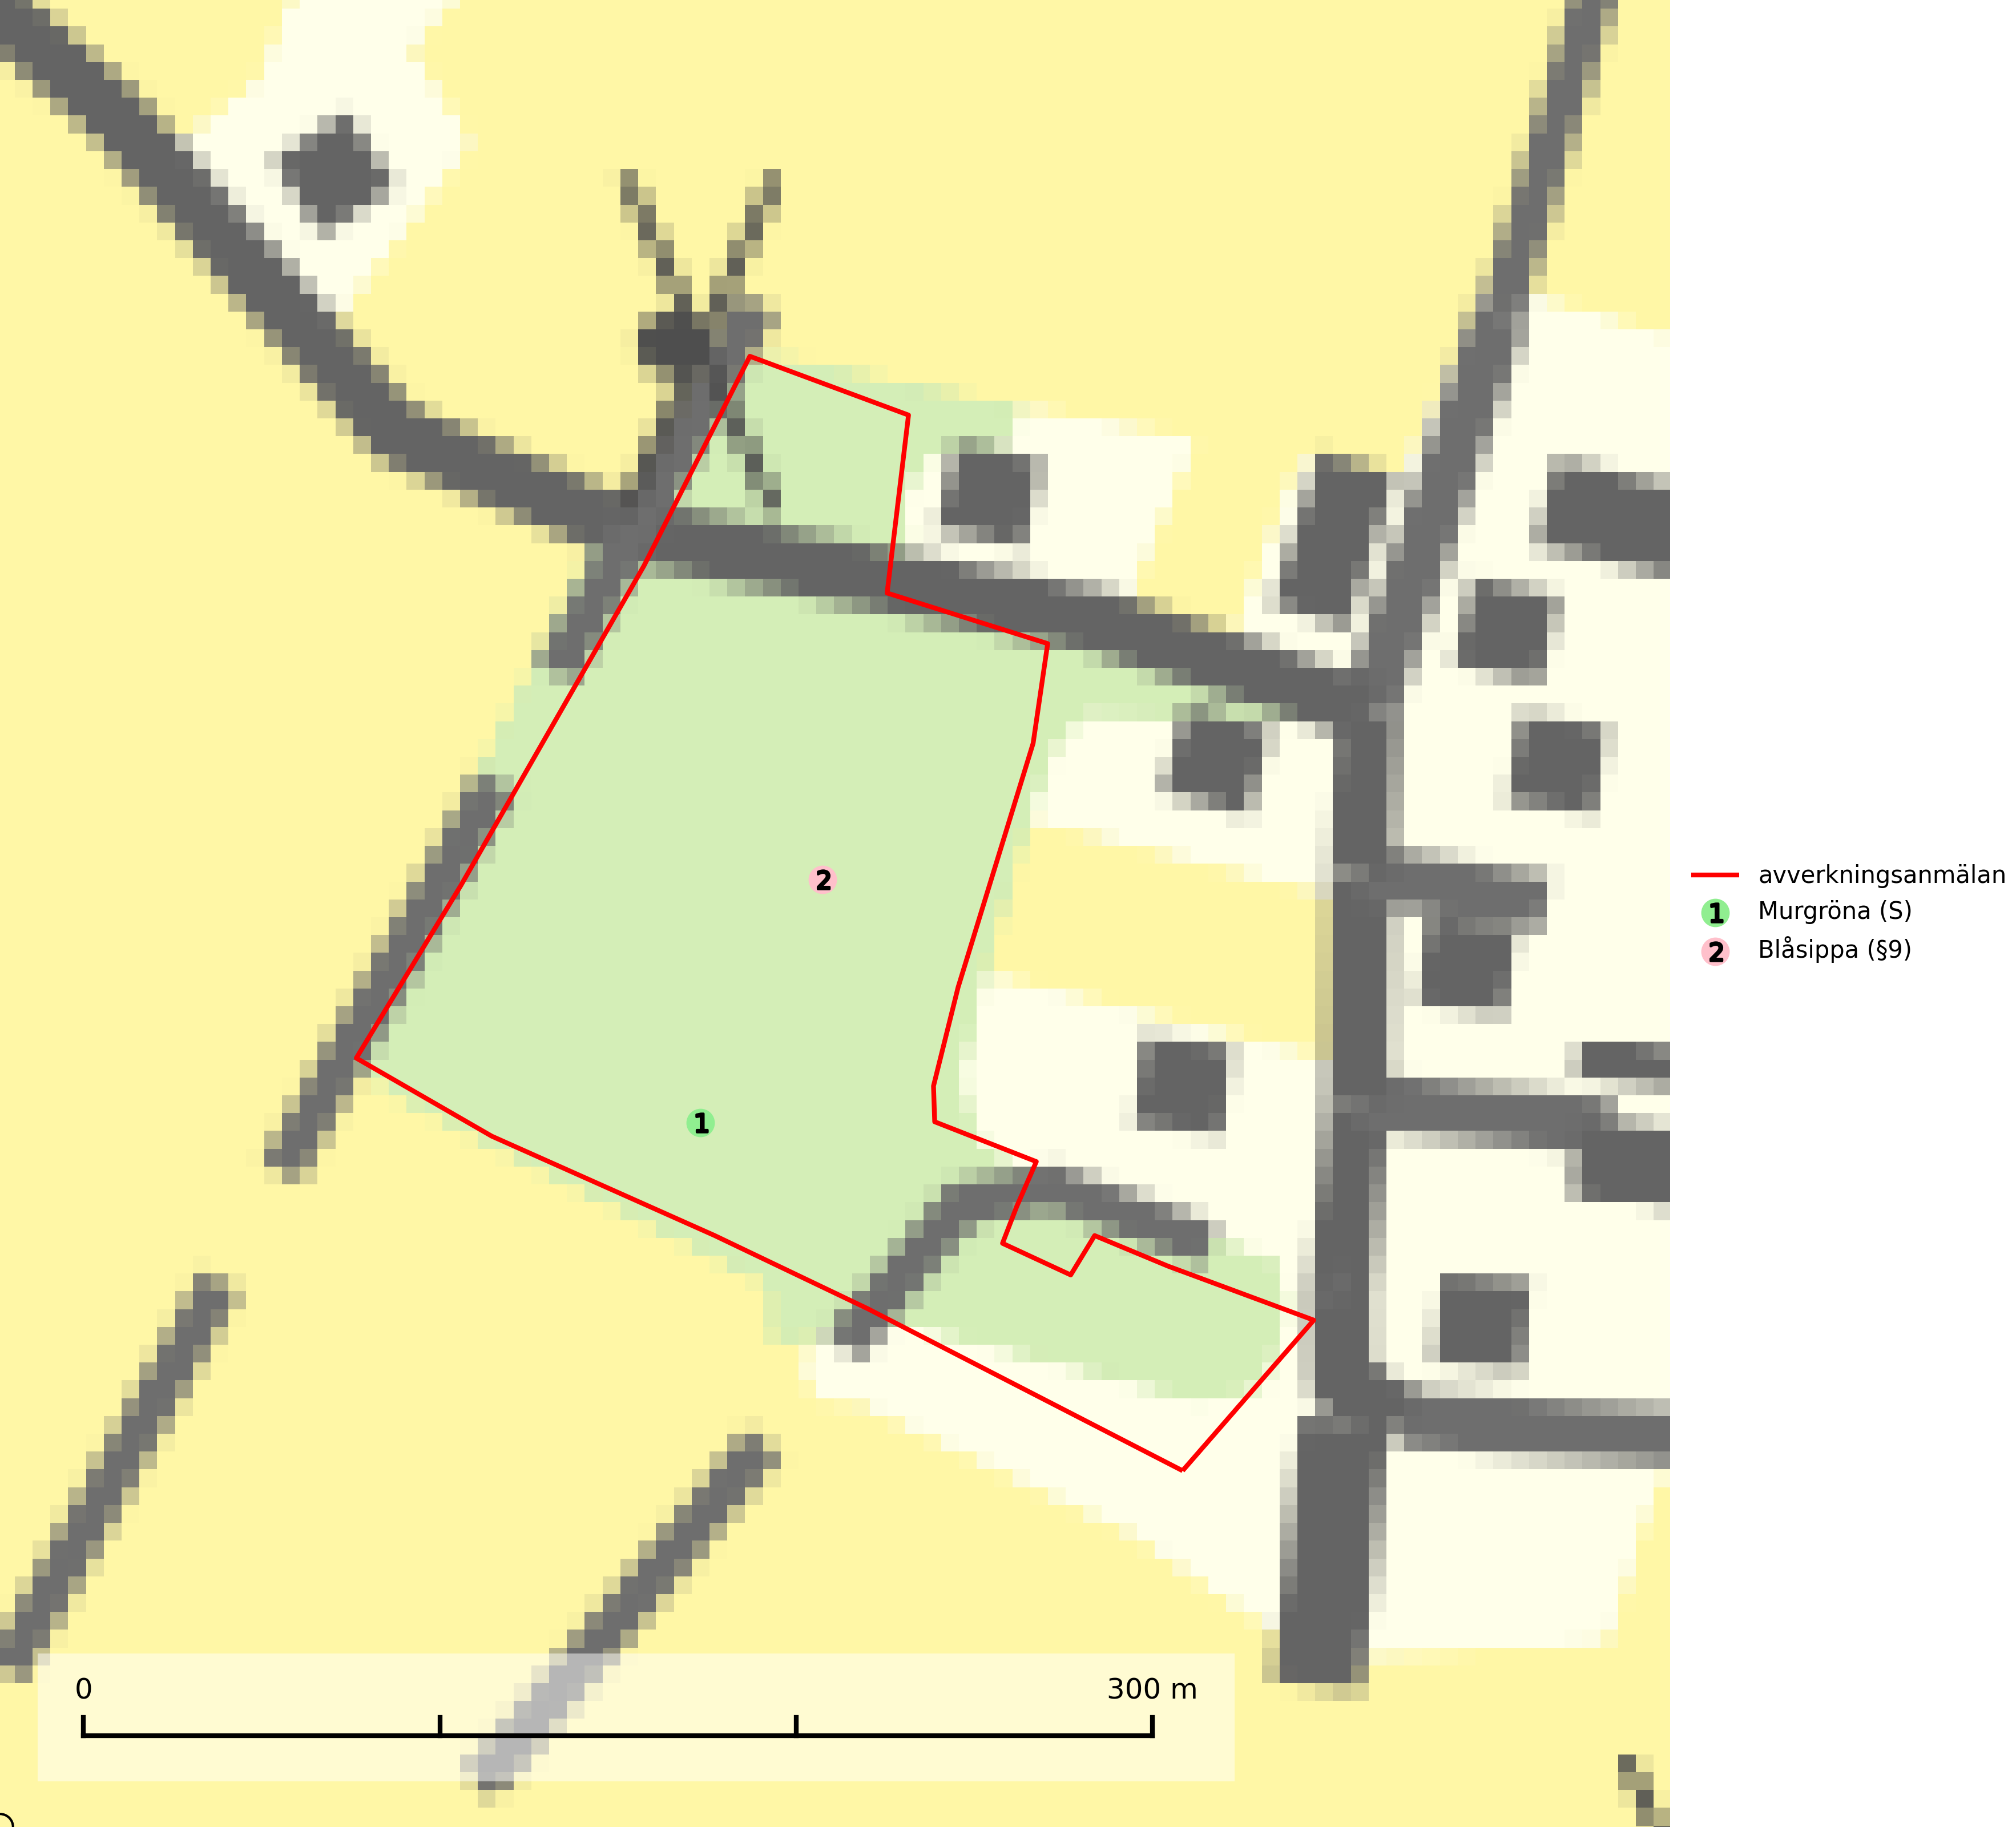 2
1
avverkningsanmälan
1 Murgröna (S)
2 Blåsippa (§9)
0 300 m